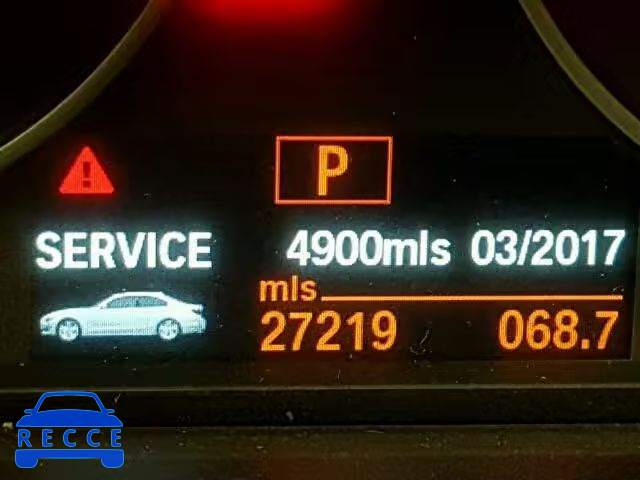 P
SERVICE 4900mls 03/2017
mls
27219 068.7
RECCE